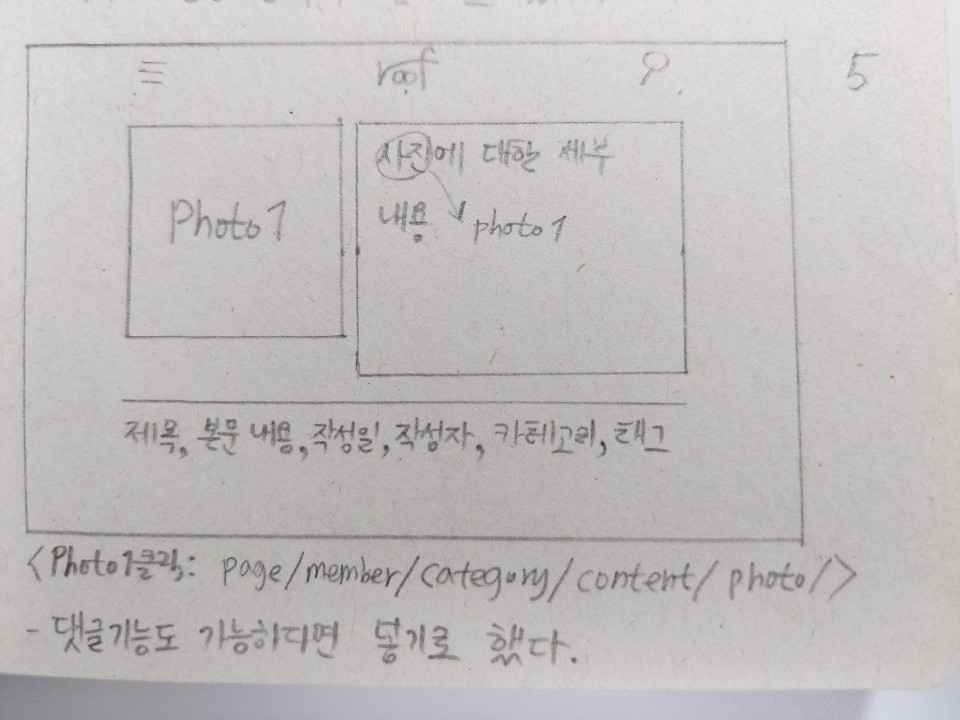 roof
5
Photo1
사진에 대한 세부
내용
photo1
제목, 본문 내용, 작성일, 작성자, 카테고리, 태그
<Photo1클릭: page/member/category/content/photo/>
- 댓글기능도 가능하다면 넣기로 했다.